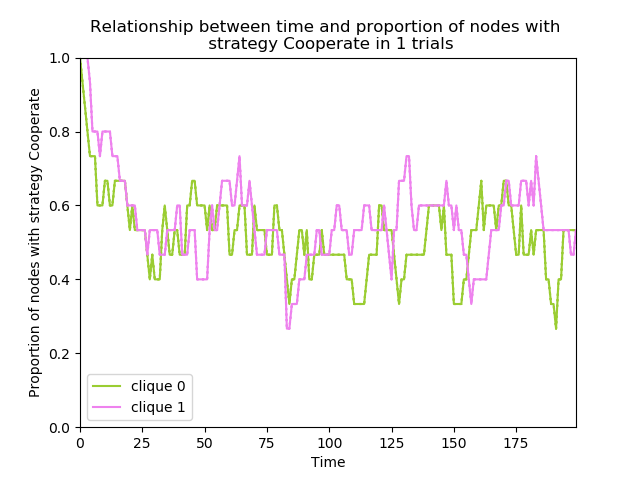 Relationship between time and proportion of nodes with
strategy Cooperate in 1 trials
Proportion of nodes with strategy Cooperate
1.0
0.8
0.6
0.4
0.2
0.0
clique 0
clique 1
0 25 50 75 100 125 150 175
Time